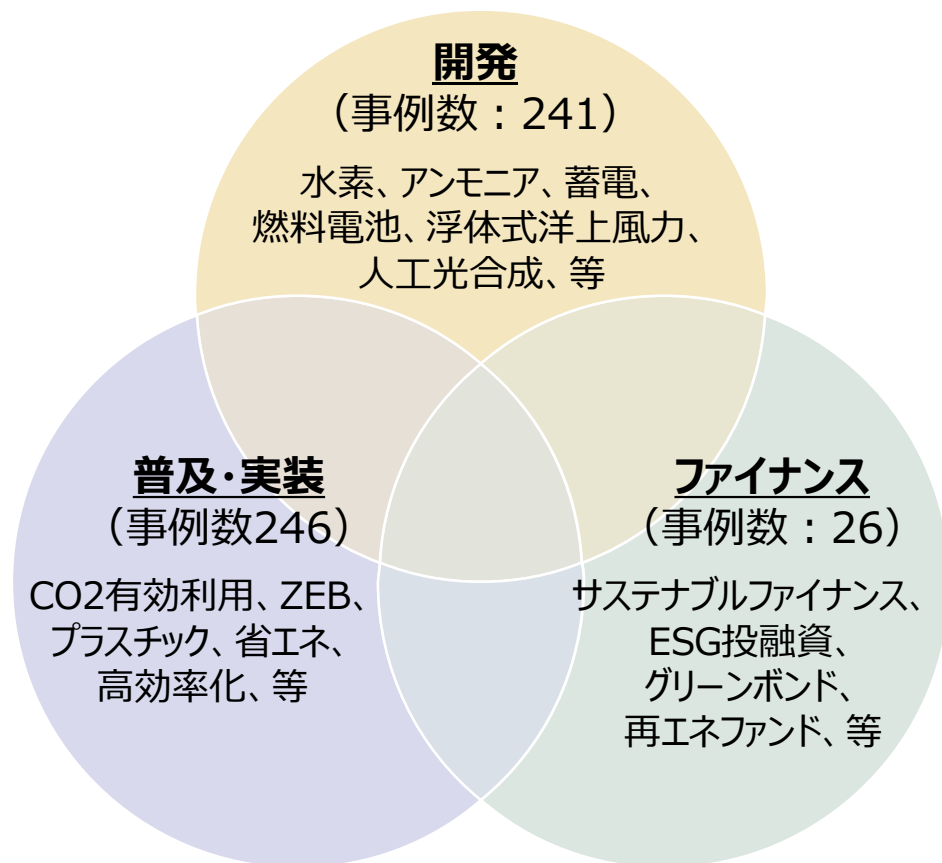 開発
（事例数：241）
水素、アンモニア、蓄電、
燃料電池、浮体式洋上風力、
人工光合成、等
普及・実装
（事例数246）
CO2有効利用、ZEB、
プラスチック、省エネ、
高効率化、等
ファイナンス
（事例数：26）
サステナブルファイナンス、
ESG投融資、
グリーンボンド、
再エネファンド、等